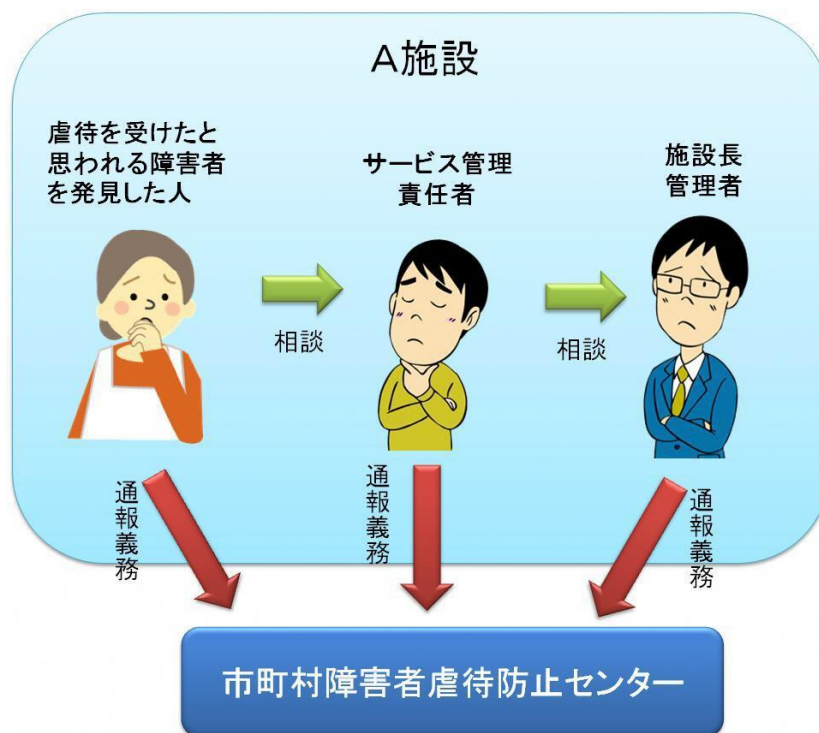 A施設
虐待を受けたと
思われる障害者
を発見した人
サービス管理
責任者
施設長
管理者
相談
相談
通報義務
通報義務
通報義務
市町村障害者虐待防止センター